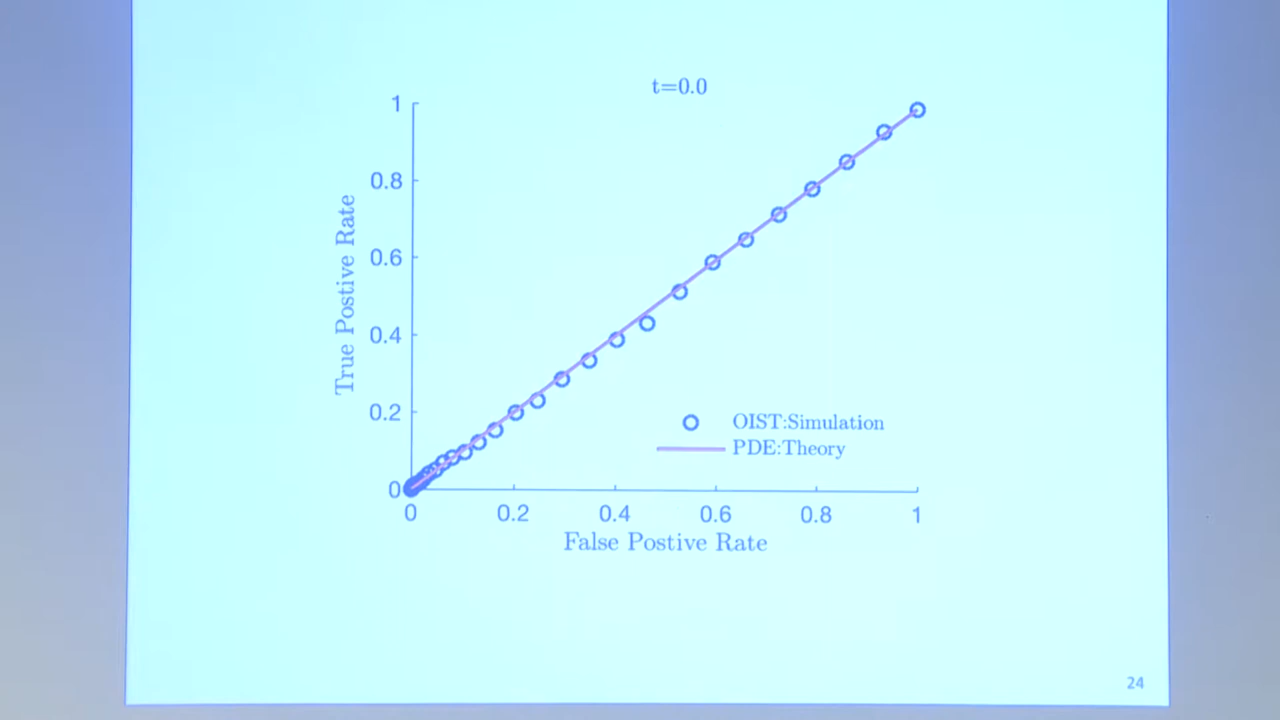 t=0.0
1
0.8
0.6
0.4
0.2
0
True Postive Rate
OIST:Simulation
PDE:Theory
0 0.2 0.4 0.6 0.8 1
False Postive Rate
24